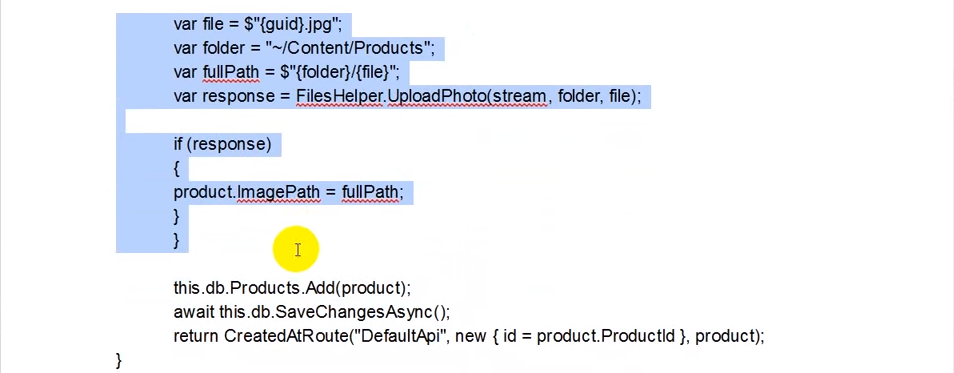 var file = $"{guid}.jpg";
var folder = "~/Content/Products";
var fullPath = $"{folder}/{file}";
var response = FilesHelper.UploadPhoto(stream, folder, file);
if (response)
{
product.ImagePath = fullPath;
}
}
this.db.Products.Add(product);
await this.db.SaveChangesAsync();
return CreatedAtRoute("DefaultApi", new { id = product.ProductId }, product);
}